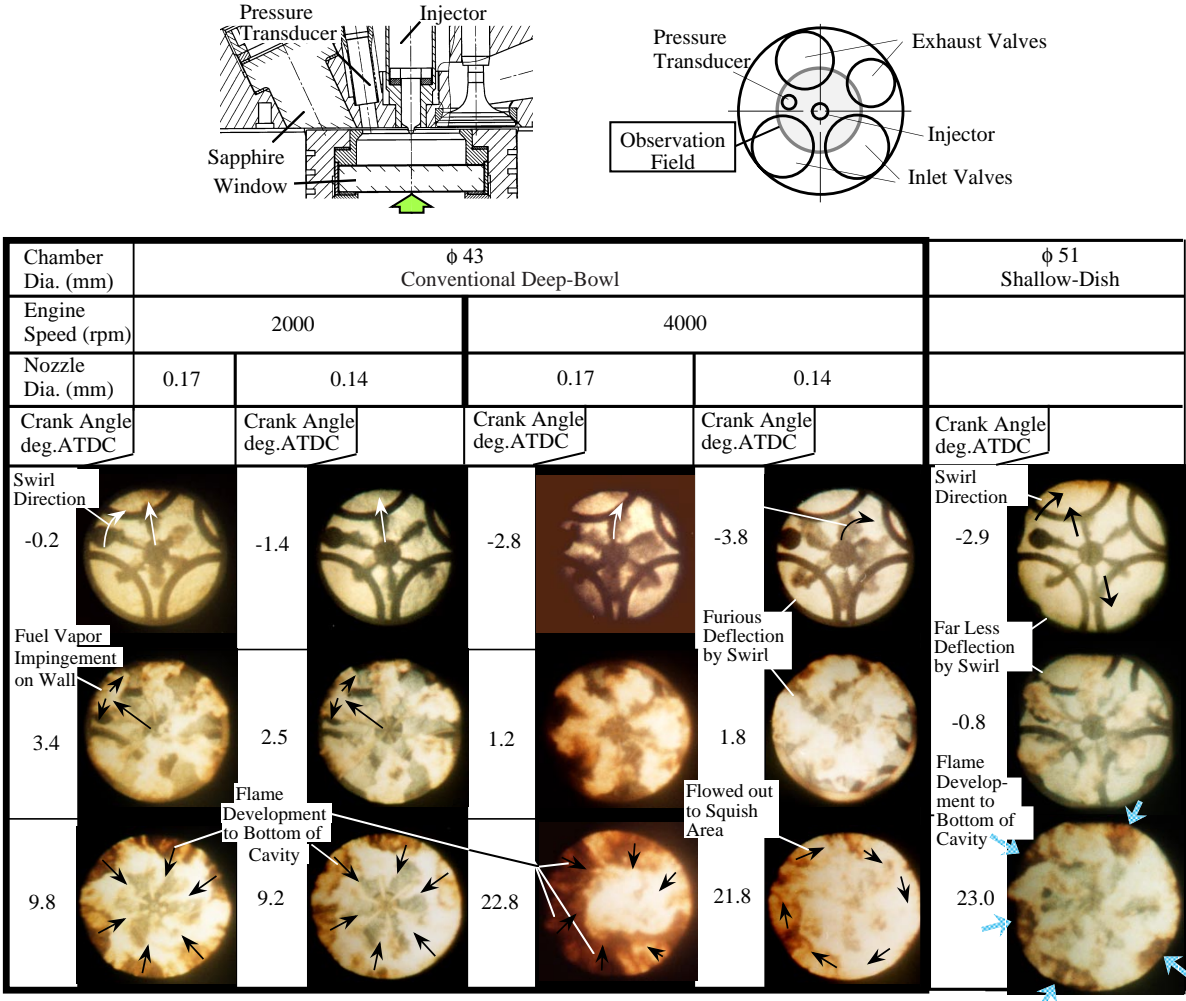 Pressure
Transducer
Injector
Sapphire
Window
Pressure
Transducer
Exhaust Valves
Observation
Field
Injector
Inlet Valves
Chamber
Dia. (mm)
ϕ 43
Conventional Deep-Bowl
ϕ 51
Shallow-Dish
Engine
Speed (rpm)
2000
4000
Nozzle
Dia. (mm)
0.17
0.14
0.17
0.14
Crank Angle
deg.ATDC
Crank Angle
deg.ATDC
Crank Angle
deg.ATDC
Crank Angle
deg.ATDC
Crank Angle
deg.ATDC
Swirl
Direction
-0.2
-1.4
-2.8
-3.8
Swirl
Direction
-2.9
Fuel Vapor
Impingement
on Wall
3.4
2.5
1.2
Furious
Deflection
by Swirl
1.8
Far Less
Deflection
by Swirl
-0.8
Flame
Development
to Bottom of
Cavity
Flowed out
to Squish
Area
Flame
Develop-
ment to
Bottom of
Cavity
9.8
9.2
22.8
21.8
23.0